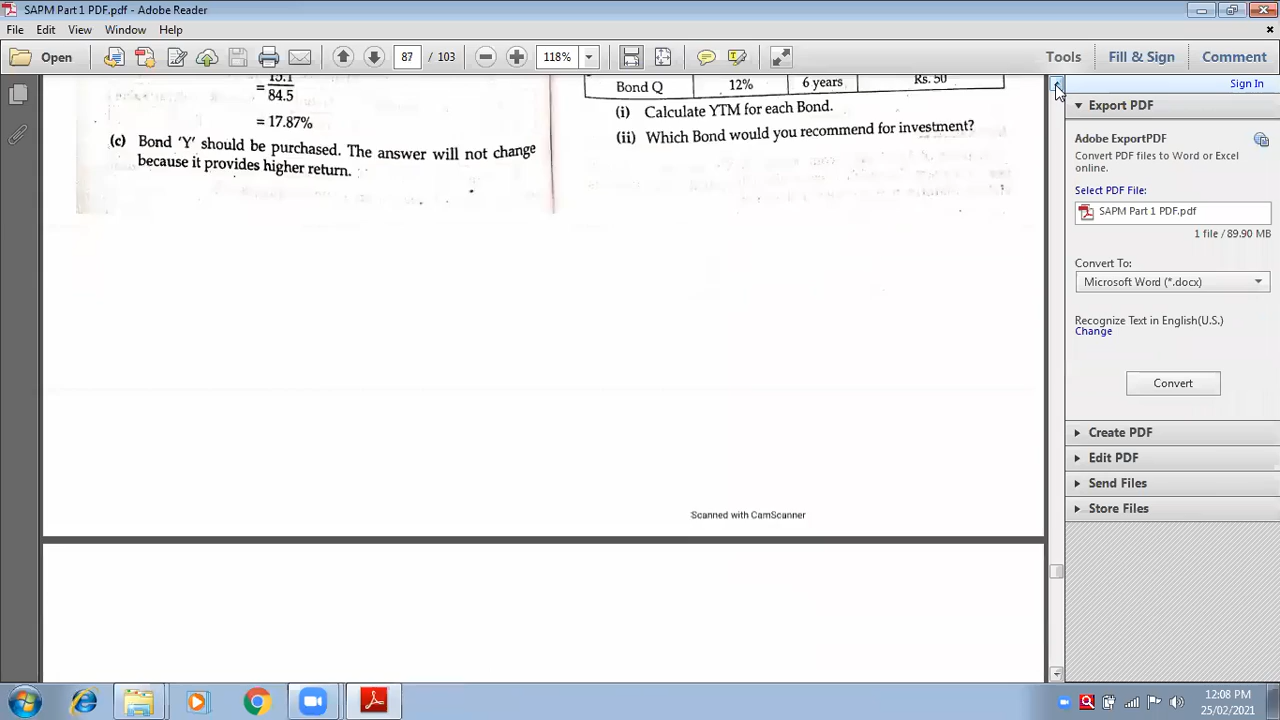 SAPM Part 1 PDF.pdf - Adobe Reader
File Edit View Window Help
Open 87 / 103 118% Tools Fill & Sign Comment
Sign In
Export PDF
Adobe ExportPDF
Convert PDF files to Word or Excel
online.
Select PDF File:
SAPM Part 1 PDF.pdf
1 file / 89.90 MB
Convert To:
Microsoft Word (*.docx)
Recognize Text in English(U.S.)
Change
Convert
Create PDF
Edit PDF
Send Files
Store Files
= 15.1
84.5
= 17.87%
(c) Bond 'Y' should be purchased. The answer will not change
because it provides higher return.
Bond Q 12% 6 years Rs. 50
(i) Calculate YTM for each Bond.
(ii) Which Bond would you recommend for investment?
Scanned with CamScanner
12:08 PM
25/02/2021